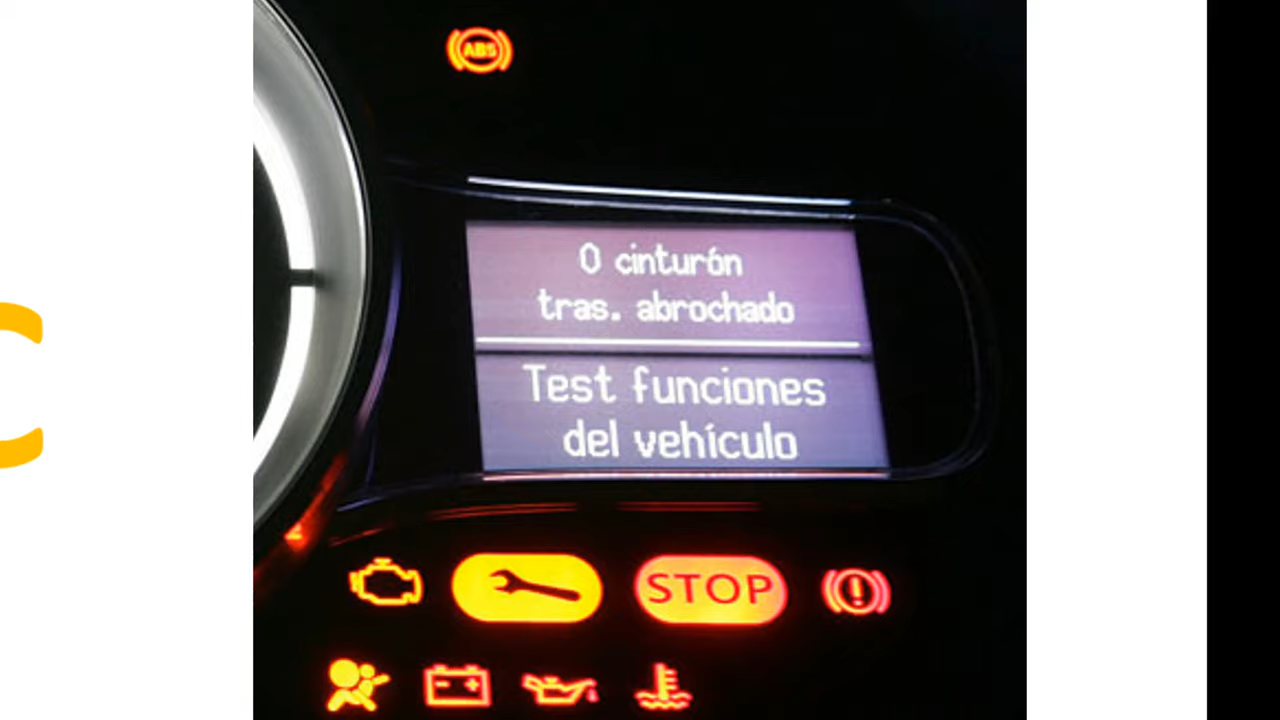 ABS
0 cinturón
tras. abrochado
Test funciones
del vehículo
STOP